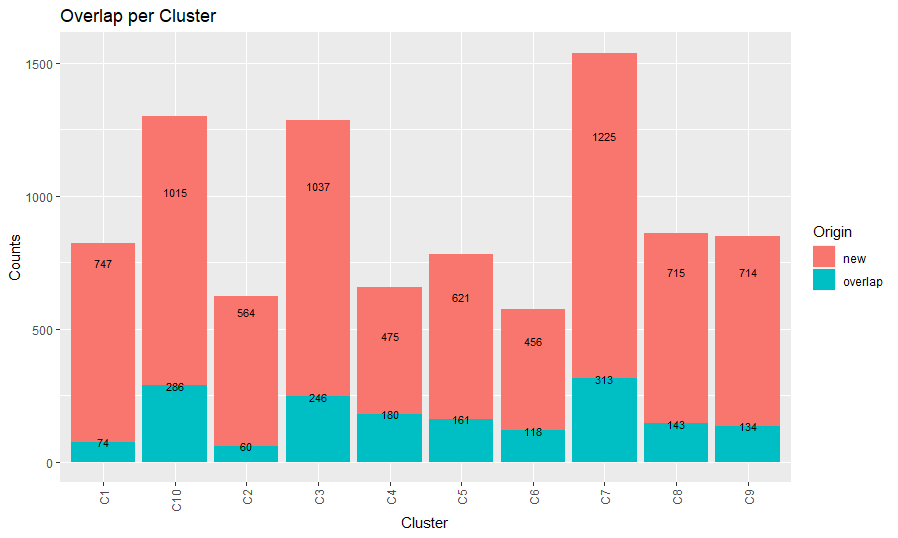 Overlap per Cluster
1500
1000
500
0
Counts
747
1015
564
1037
475
621
456
1225
715
714
74
286
60
246
180
161
118
313
143
134
C1
C10
C2
C3
C4
C5
C6
C7
C8
C9
Cluster
Origin
new
overlap